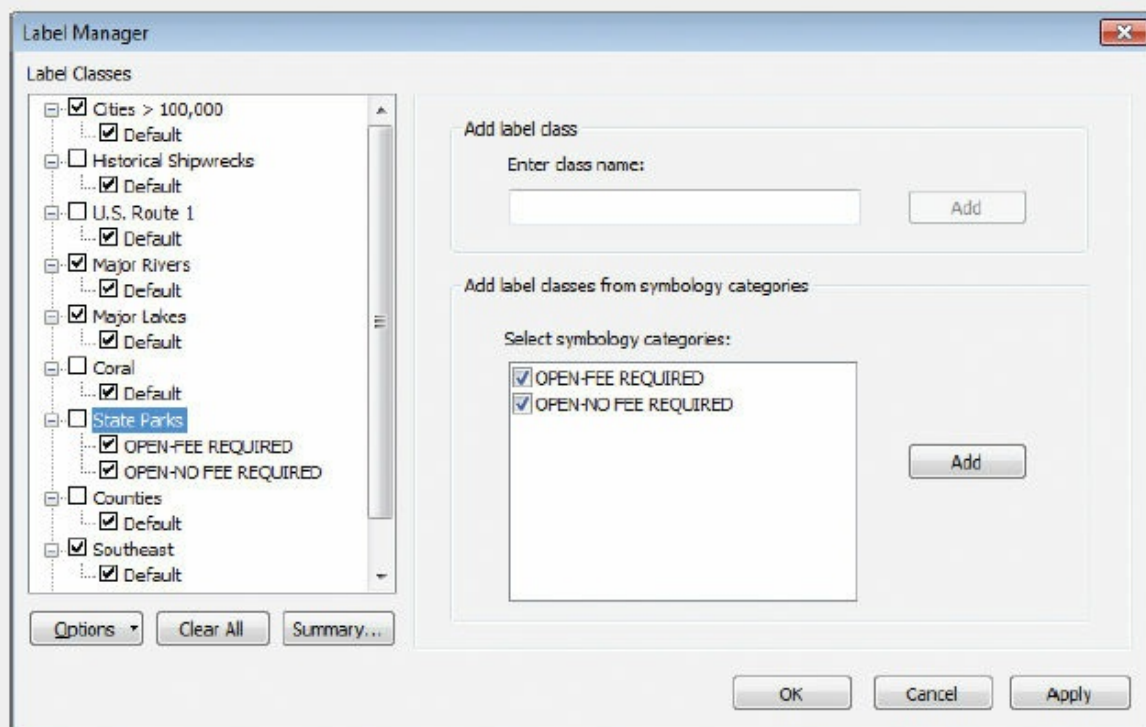 Label Manager
Label Classes
Cities > 100,000
Default
Historical Shipwrecks
Default
U.S. Route 1
Default
Major Rivers
Default
Major Lakes
Default
Coral
Default
State Parks
OPEN-FEE REQUIRED
OPEN-NO FEE REQUIRED
Counties
Default
Southeast
Default
Options
Clear All
Summary...
Add label class
Enter class name:
Add
Add label classes from symbology categories
Select symbology categories:
OPEN-FEE REQUIRED
OPEN-NO FEE REQUIRED
Add
OK
Cancel
Apply